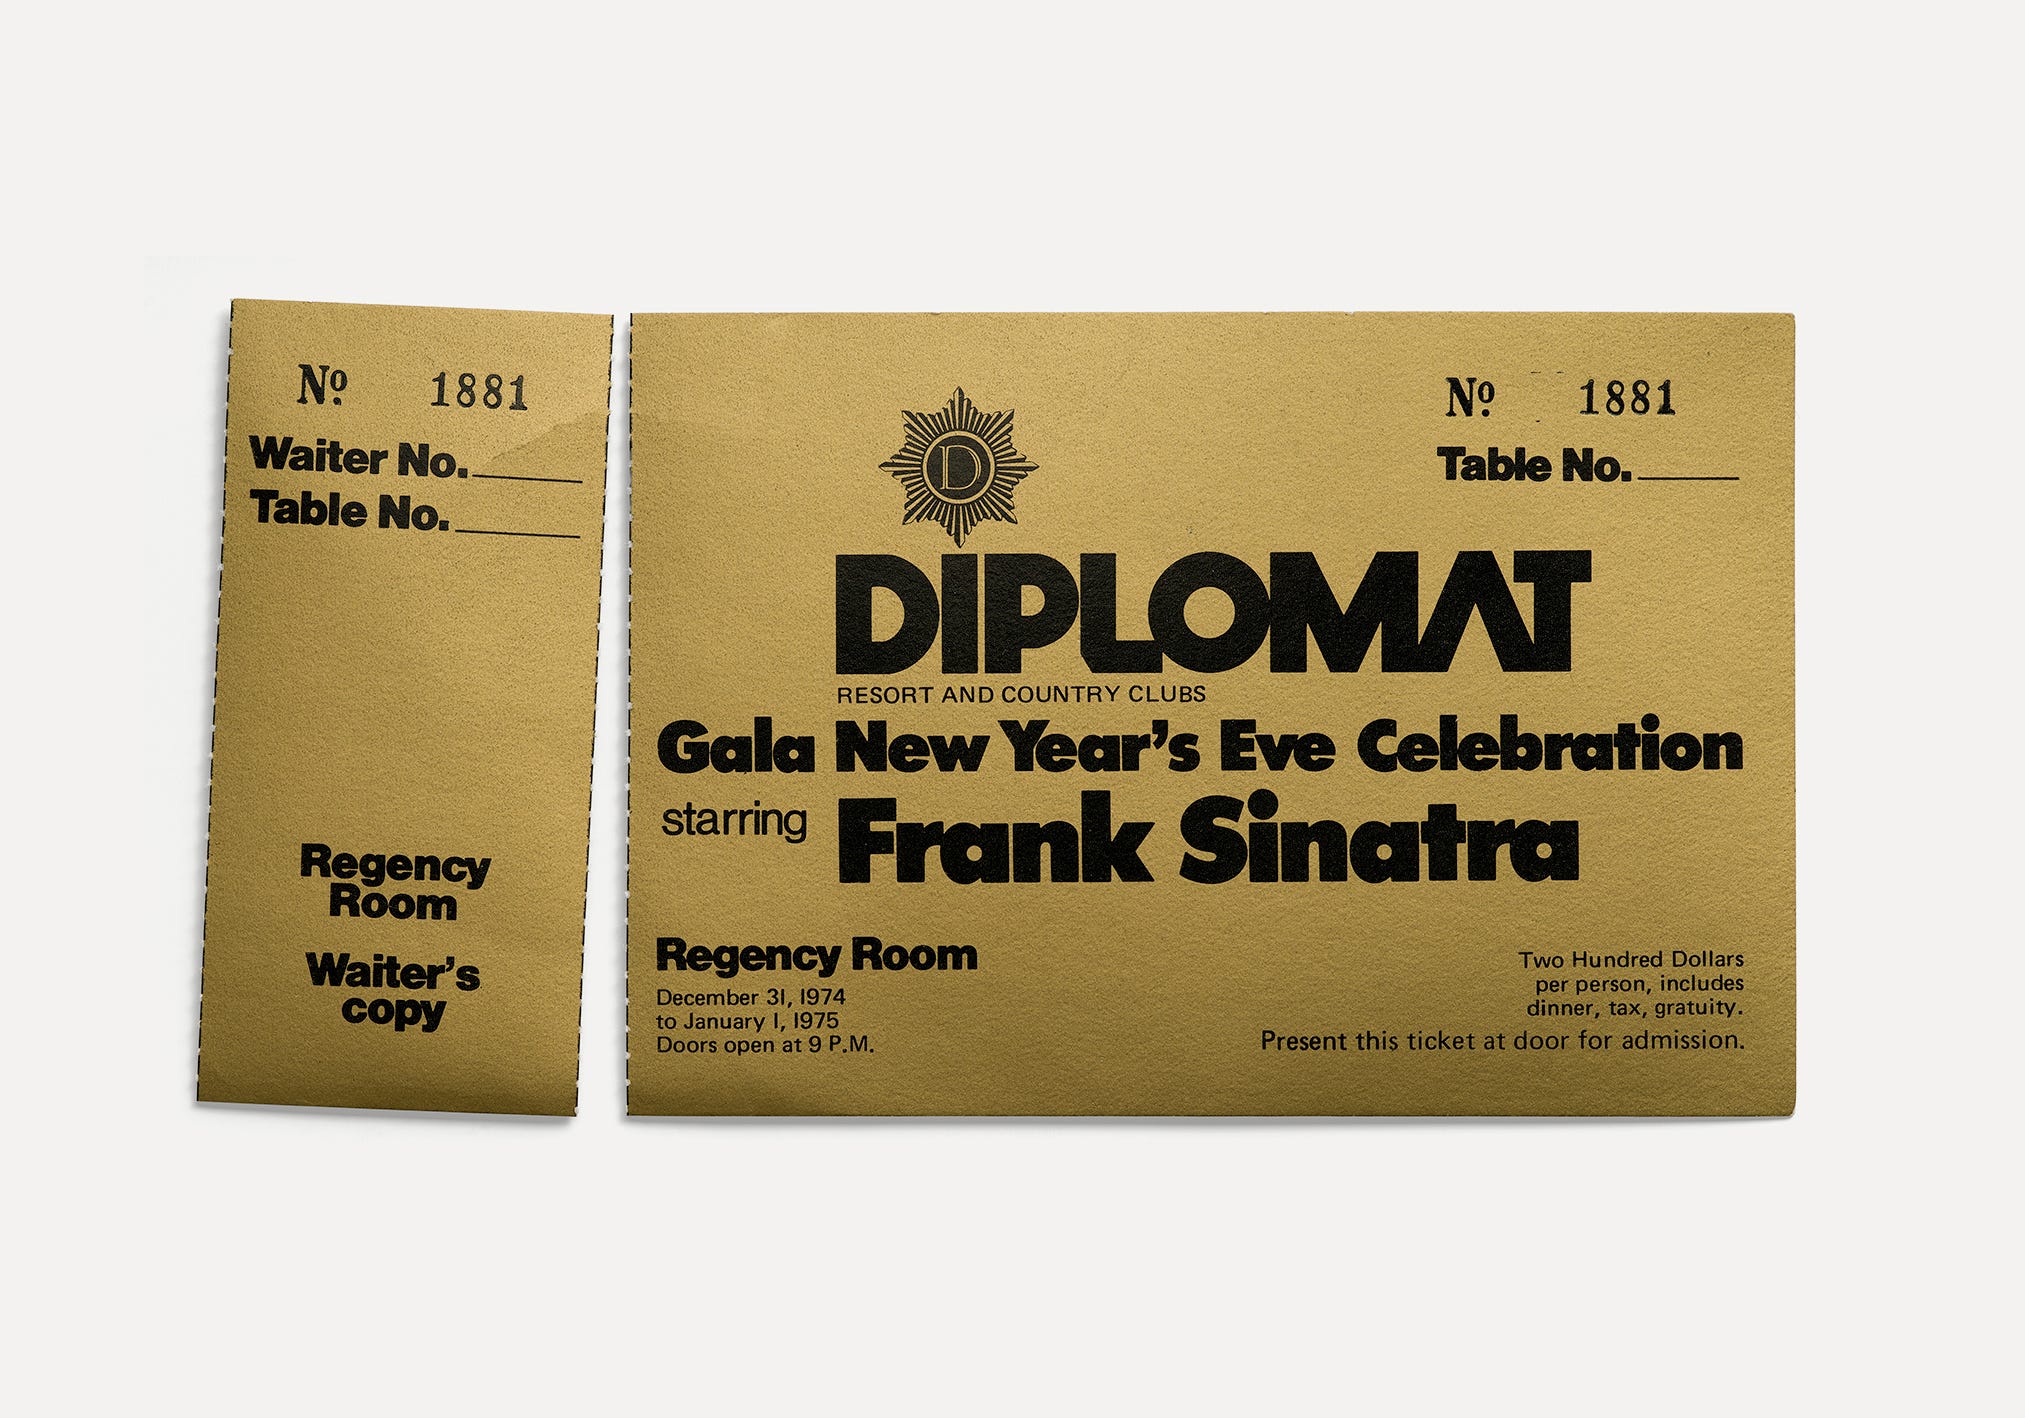 Nº 1881
Waiter No.
Table No.
Regency
Room
Waiter's
copy
Nº 1881
Table No.
D
DIPLOMAT
RESORT AND COUNTRY CLUBS
Gala New Year's Eve Celebration
starring Frank Sinatra
Regency Room
December 31, 1974
to January 1, 1975
Doors open at 9 P.M.
Two Hundred Dollars
per person, includes
dinner, tax, gratuity.
Present this ticket at door for admission.